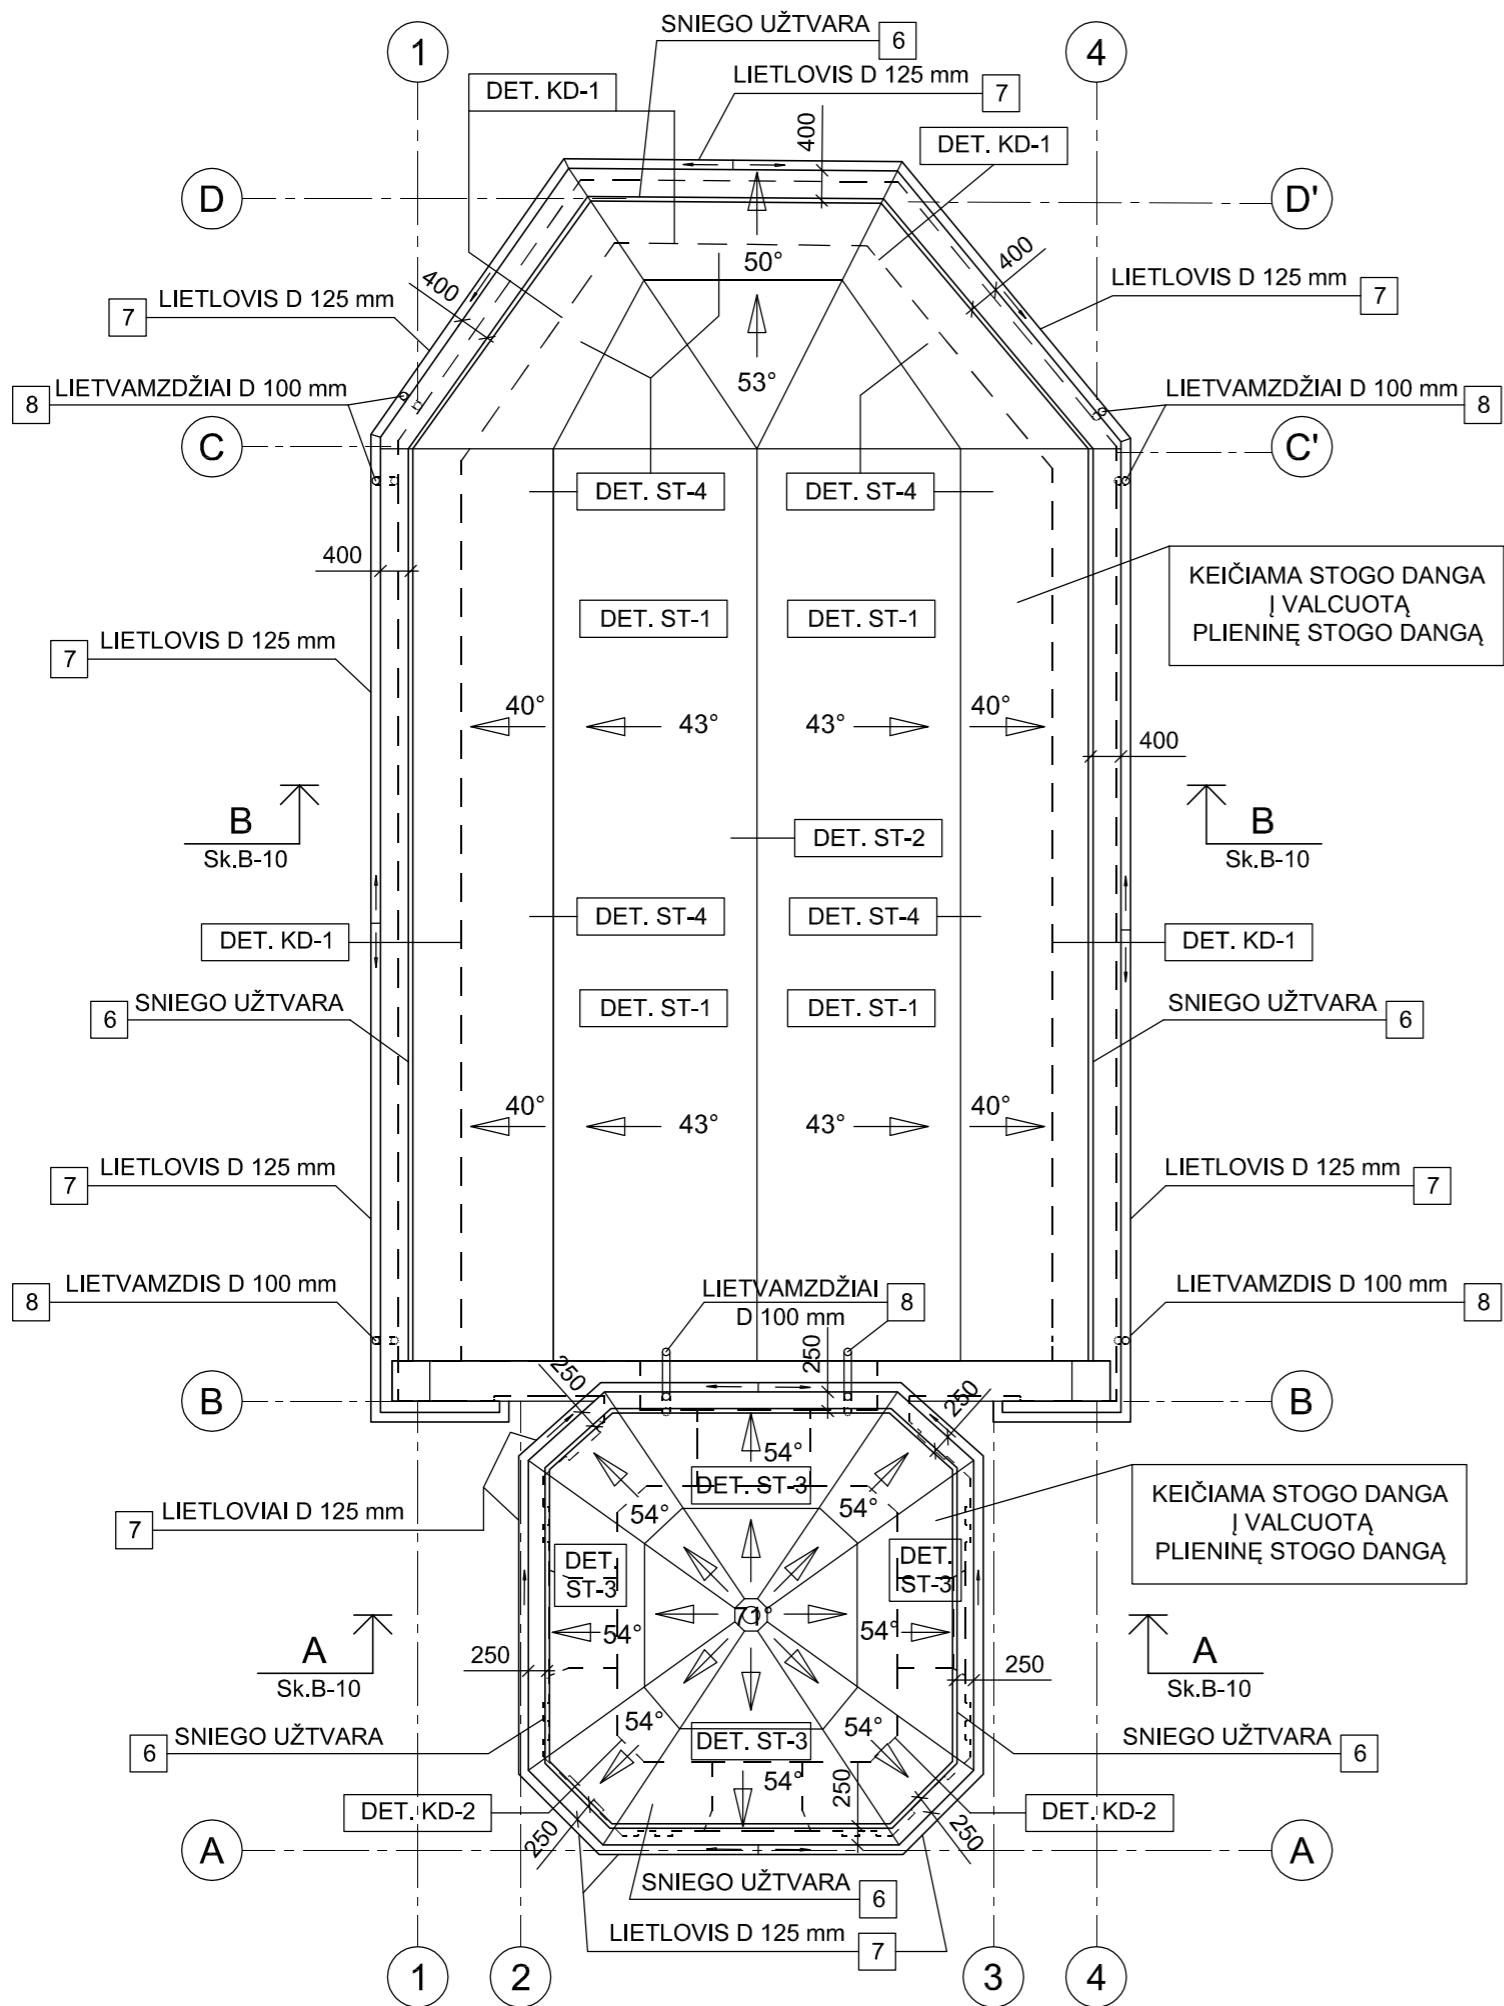 SNIEGO UŽTVARA 6
1
4
LIETLOVIS D 125 mm 7
DET. KD-1
400
DET. KD-1
D
D'
50°
400
400
LIETLOVIS D 125 mm 7
7 LIETLOVIS D 125 mm
53°
8 LIETVAMZDŽIAI D 100 mm
LIETVAMZDŽIAI D 100 mm 8
C
C'
DET. ST-4
DET. ST-4
400
KEIČIAMA STOGO DANGA
Į VALCUOTĄ
PLIENINĘ STOGO DANGĄ
DET. ST-1
DET. ST-1
7 LIETLOVIS D 125 mm
40°
43°
43°
40°
400
B
Sk.B-10
B
Sk.B-10
DET. ST-2
DET. ST-4
DET. ST-4
DET. KD-1
DET. KD-1
6 SNIEGO UŽTVARA
DET. ST-1
DET. ST-1
SNIEGO UŽTVARA 6
40°
43°
43°
40°
7 LIETLOVIS D 125 mm
LIETLOVIS D 125 mm 7
8 LIETVAMZDIS D 100 mm
LIETVAMZDŽIAI
D 100 mm
8
LIETVAMZDIS D 100 mm 8
250
250
250
B
B
54°
DET. ST-3
54°
54°
7 LIETLOVIAI D 125 mm
KEIČIAMA STOGO DANGA
Į VALCUOTĄ
PLIENINĘ STOGO DANGĄ
DET.
ST-3
DET.
ST-3
71°
54°
54°
A
Sk.B-10
250
250
A
Sk.B-10
54°
54°
6 SNIEGO UŽTVARA
DET. ST-3
SNIEGO UŽTVARA 6
54°
250
DET. KD-2
DET. KD-2
250
250
A
A
SNIEGO UŽTVARA 6
LIETLOVIS D 125 mm 7
1
2
3
4